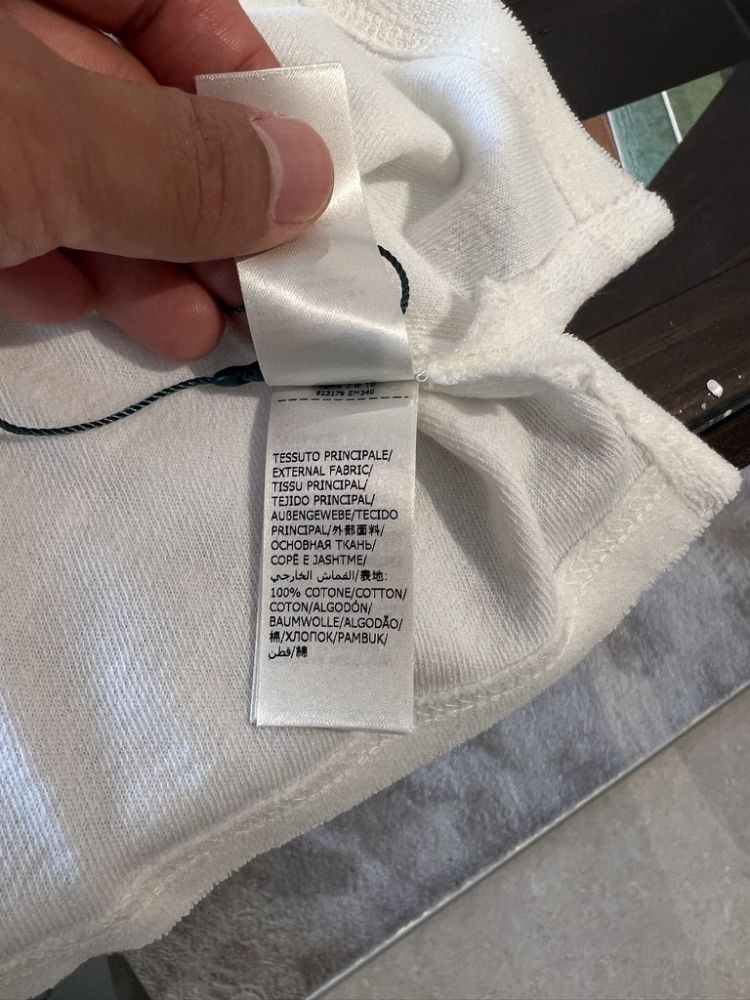 TESSUTO PRINCIPALE/
EXTERNAL FABRIC/
TISSU PRINCIPAL/
TEJIDO PRINCIPAL/
AUßENGEWEBE/TECIDO
PRINCIPAL/外部面料/
ОСНОВНАЯ ТКАНЬ/
COPË E JASHTME/
القماش الخارجي/表地:
100% COTONE/COTTON/
COTON/ALGODÓN/
BAUMWOLLE/ALGODÃO/
棉/ХЛОПОК/PAMBUK/
قطن/綿